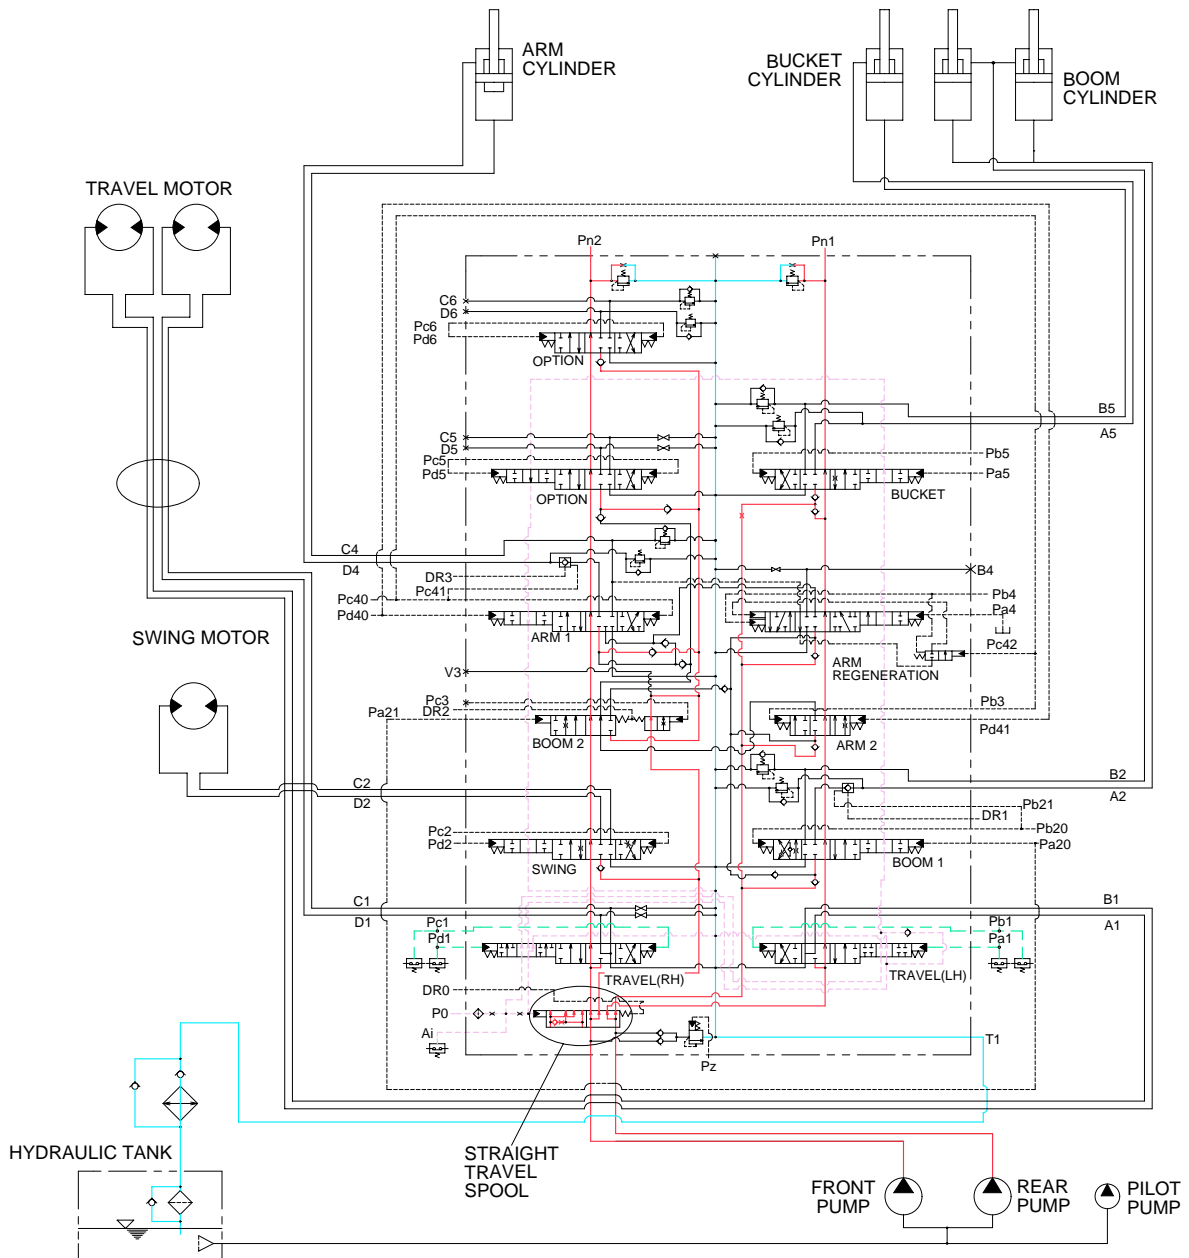 ARM
CYLINDER
BUCKET
CYLINDER
BOOM
CYLINDER
TRAVEL MOTOR
Pn2
Pn1
C6
D6
Pc6
Pd6
OPTION
B5
A5
C5
D5
Pc5
Pd5
OPTION
Pb5
Pa5
BUCKET
C4
D4
DR3
Pc41
B4
Pc40
Pd40
ARM 1
Pb4
Pa4
Pc42
ARM
REGENERATION
SWING MOTOR
V3
Pc3
DR2
Pa21
BOOM 2
Pb3
Pd41
ARM 2
C2
D2
B2
A2
Pb21
DR1
Pc2
Pd2
SWING
Pb20
Pa20
BOOM 1
C1
D1
B1
A1
Pc1
Pd1
Pb1
Pa1
TRAVEL(RH)
TRAVEL(LH)
DR0
P0
Ai
Pz
T1
HYDRAULIC TANK
STRAIGHT
TRAVEL
SPOOL
FRONT
PUMP
REAR
PUMP
PILOT
PUMP